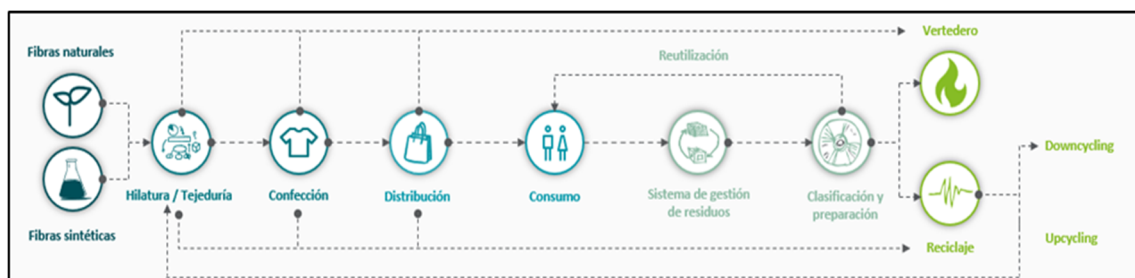 Fibras naturales
Fibras sintéticas
Hilatura / Tejeduría
Confección
Distribución
Consumo
Sistema de gestión
de residuos
Reutilización
Clasificación y
preparación
Vertedero
Reciclaje
Downcycling
Upcycling